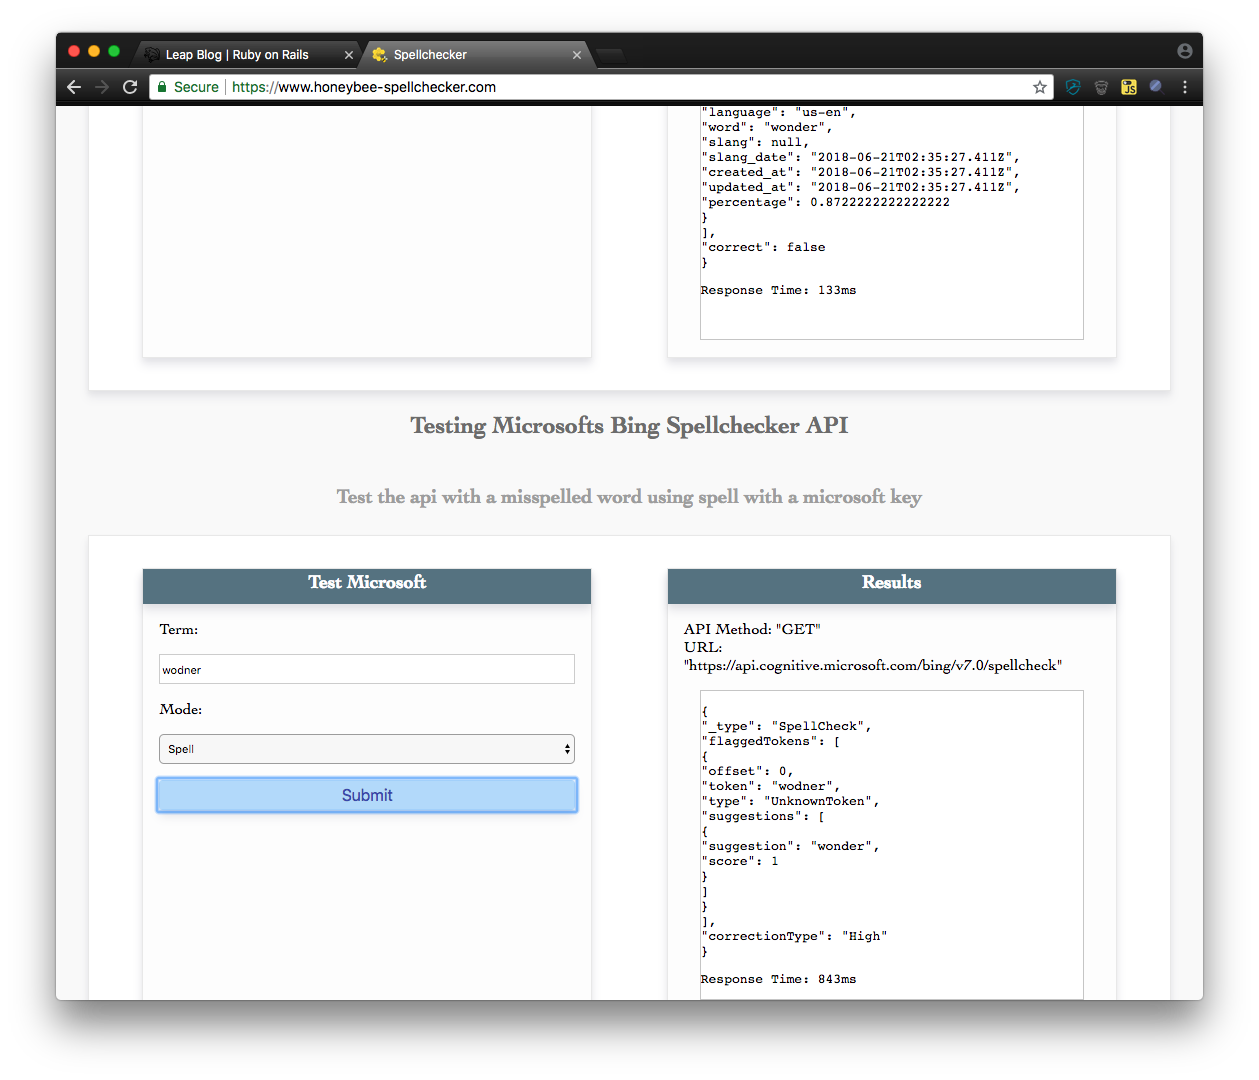 Leap Blog | Ruby on Rails
Spellchecker
Secure
https://www.honeybee-spellchecker.com
JS
"language": "us-en",
"word": "wonder",
"slang": null,
"slang_date": "2018-06-21T02:35:27.411Z",
"created_at": "2018-06-21T02:35:27.411Z",
"updated_at": "2018-06-21T02:35:27.411Z",
"percentage": 0.8722222222222222
}
],
"correct": false
}
Response Time: 133ms
Testing Microsofts Bing Spellchecker API
Test the api with a misspelled word using spell with a microsoft key
Test Microsoft
Term:
wodner
Mode:
Spell
Submit
Results
API Method: "GET"
URL:
"https://api.cognitive.microsoft.com/bing/v7.0/spellcheck"
{
"_type": "SpellCheck",
"flaggedTokens": [
{
"offset": 0,
"token": "wodner",
"type": "UnknownToken",
"suggestions": [
{
"suggestion": "wonder",
"score": 1
}
]
}
],
"correctionType": "High"
}
Response Time: 843ms